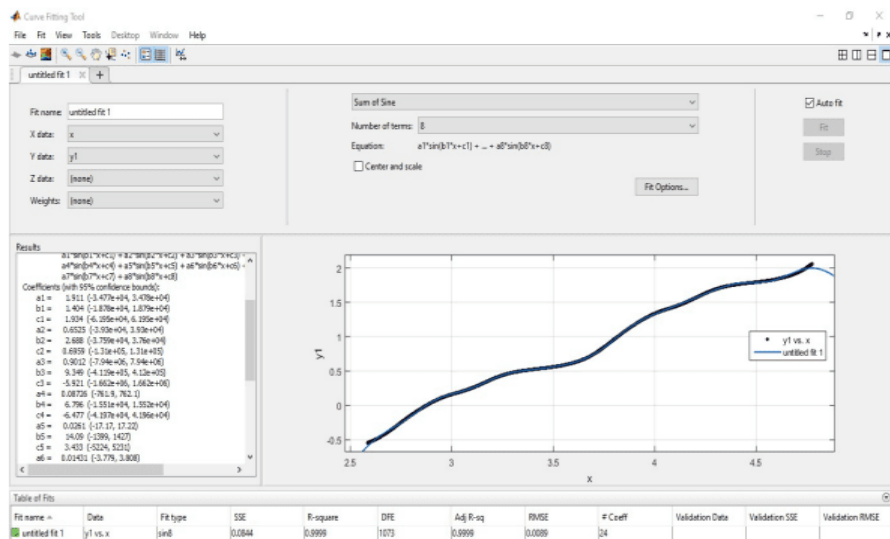 Curve Fitting Tool
File Fit View Tools Desktop Window Help
untitled fit 1
Fit name: untitled fit 1
X data: x
Y data: y1
Z data: (none)
Weights: (none)
Sum of Sine
Number of terms: 8
Equation: a1*sin(b1*x+c1) + ... + a8*sin(b8*x+c8)
Center and scale
Fit Options...
Auto fit
Fit
Stop
Results
a1*sin(b1*x+c1) + a2*sin(b2*x+c2) + a3*sin(b3*x+c3) +
a4*sin(b4*x+c4) + a5*sin(b5*x+c5) + a6*sin(b6*x+c6) +
a7*sin(b7*x+c7) + a8*sin(b8*x+c8)
Coefficients (with 95% confidence bounds):
a1 = 1.911 (-3.477e+04, 3.478e+04)
b1 = 1.404 (-1.878e+04, 1.879e+04)
c1 = 1.934 (-6.195e+04, 6.195e+04)
a2 = 0.6525 (-3.93e+04, 3.93e+04)
b2 = 2.688 (-3.759e+04, 3.76e+04)
c2 = 0.6959 (-1.31e+05, 1.31e+05)
a3 = 0.9012 (-7.94e+06, 7.94e+06)
b3 = 9.349 (-4.119e+05, 4.12e+05)
c3 = -5.921 (-1.662e+06, 1.662e+06)
a4 = 0.08726 (-761.9, 762.1)
b4 = 6.796 (-1.551e+04, 1.552e+04)
c4 = -6.477 (-4.197e+04, 4.196e+04)
a5 = 0.0261 (-17.17, 17.22)
b5 = 14.09 (-1399, 1427)
c5 = 3.433 (-5224, 5231)
a6 = 0.01431 (-3.779, 3.808)
2
1.5
1
0.5
0
-0.5
y1
2.5 3 3.5 4 4.5
x
y1 vs. x
untitled fit 1
Table of Fits
Fit name Data Fit type SSE R-square DFE Adj R-sq RMSE # Coeff Validation Data Validation SSE Validation RMSE
untitled fit 1 y1 vs. x sin8 0.0844 0.9999 1073 0.9999 0.0089 24